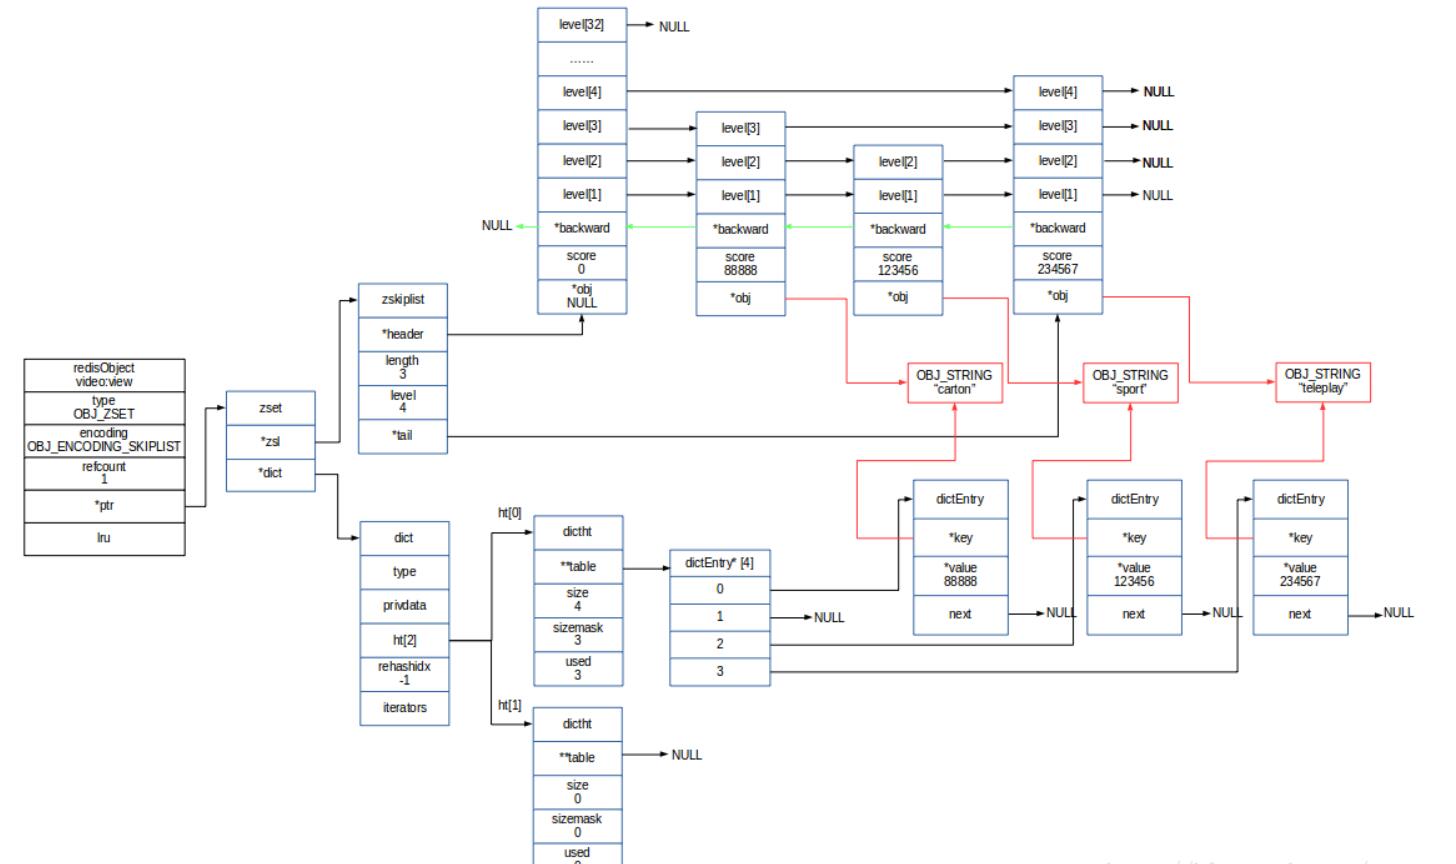 level[32]
NULL
......
level[4]
level[4]
NULL
level[3]
level[3]
level[3]
NULL
level[2]
level[2]
level[2]
level[2]
NULL
level[1]
level[1]
level[1]
level[1]
NULL
NULL
*backward
*backward
*backward
*backward
score
0
score
88888
score
123456
score
234567
*obj
NULL
*obj
*obj
*obj
zskiplist
*header
length
3
level
4
*tail
redisObject
video:view
type
OBJ_ZSET
encoding
OBJ_ENCODING_SKIPLIST
refcount
1
*ptr
lru
zset
*zsl
*dict
OBJ_STRING
“carton”
OBJ_STRING
“sport”
OBJ_STRING
“teleplay”
dict
type
privdata
ht[2]
rehashidx
-1
iterators
ht[0]
dictht
**table
size
4
sizemask
3
used
3
dictEntry* [4]
0
1
NULL
2
3
dictEntry
*key
*value
88888
next
NULL
dictEntry
*key
*value
123456
next
NULL
dictEntry
*key
*value
234567
next
NULL
ht[1]
dictht
**table
NULL
size
0
sizemask
0
used